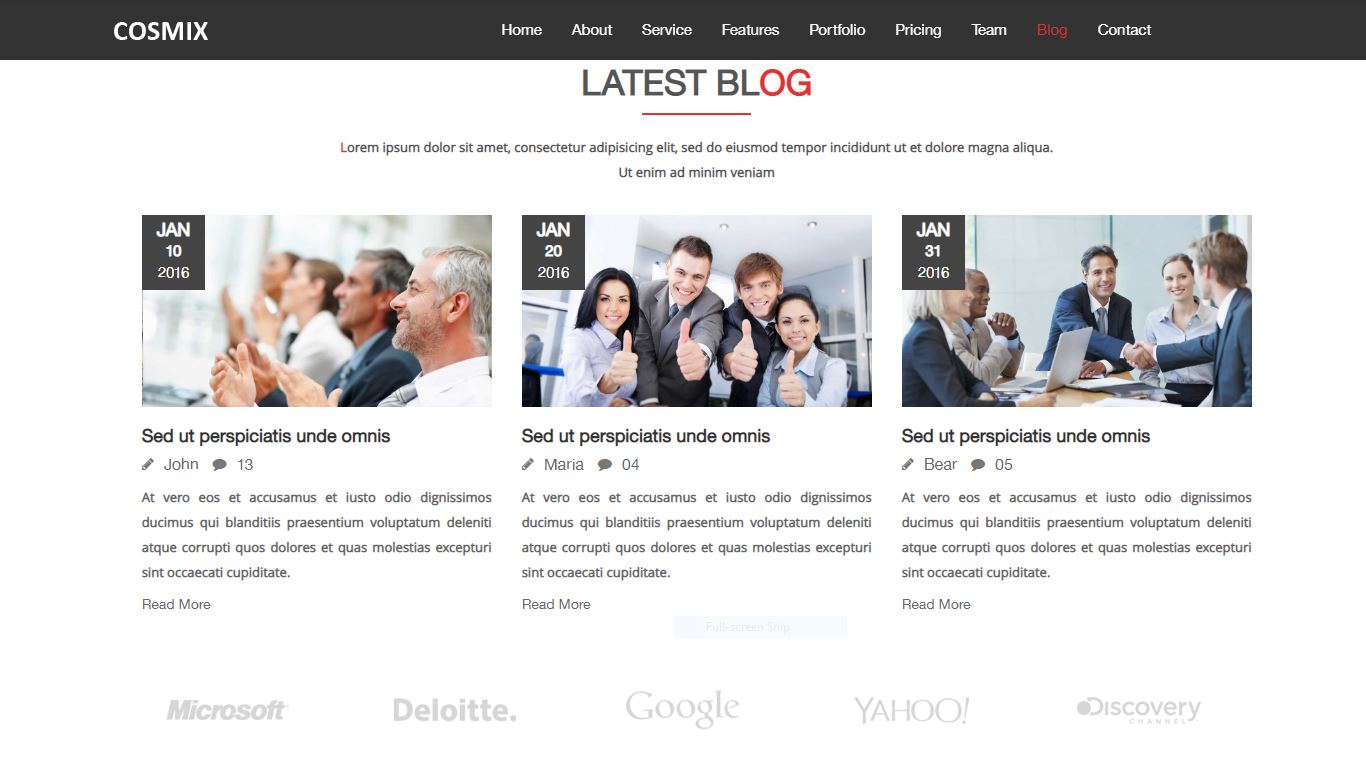 COSMIX
Home About Service Features Portfolio Pricing Team Blog Contact
LATEST BLOG
Lorem ipsum dolor sit amet, consectetur adipisicing elit, sed do eiusmod tempor incididunt ut et dolore magna aliqua.
Ut enim ad minim veniam
JAN
10
2016
Sed ut perspiciatis unde omnis
John 13
At vero eos et accusamus et iusto odio dignissimos
ducimus qui blanditiis praesentium voluptatum deleniti
atque corrupti quos dolores et quas molestias excepturi
sint occaecati cupiditate.
Read More
JAN
20
2016
Sed ut perspiciatis unde omnis
Maria 04
At vero eos et accusamus et iusto odio dignissimos
ducimus qui blanditiis praesentium voluptatum deleniti
atque corrupti quos dolores et quas molestias excepturi
sint occaecati cupiditate.
Read More
JAN
31
2016
Sed ut perspiciatis unde omnis
Bear 05
At vero eos et accusamus et iusto odio dignissimos
ducimus qui blanditiis praesentium voluptatum deleniti
atque corrupti quos dolores et quas molestias excepturi
sint occaecati cupiditate.
Read More
Full-screen Snip
Microsoft Deloitte. Google YAHOO! Discovery
CHANNEL